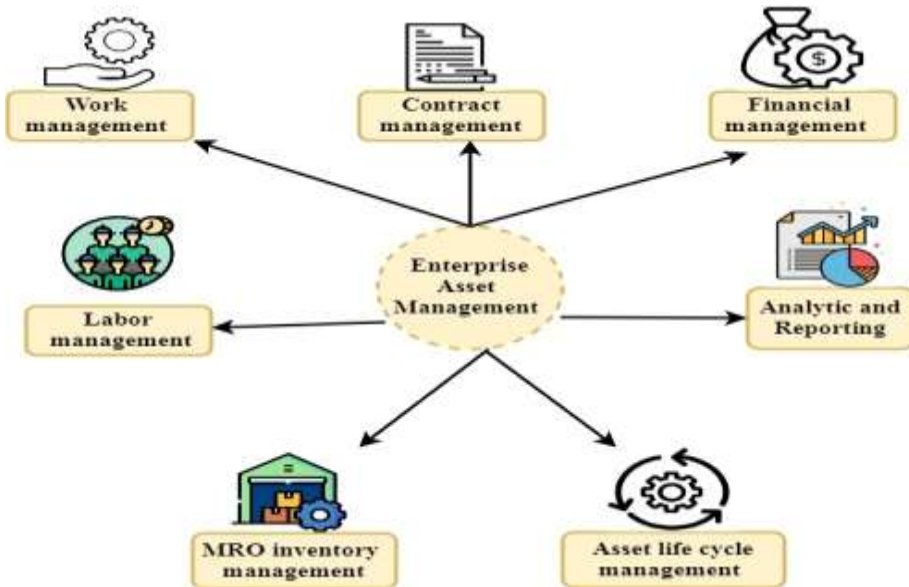 Work
management
Contract
management
$
Financial
management
Enterprise
Asset
Management
Labor
management
Analytic and
Reporting
MRO inventory
management
Asset life cycle
management